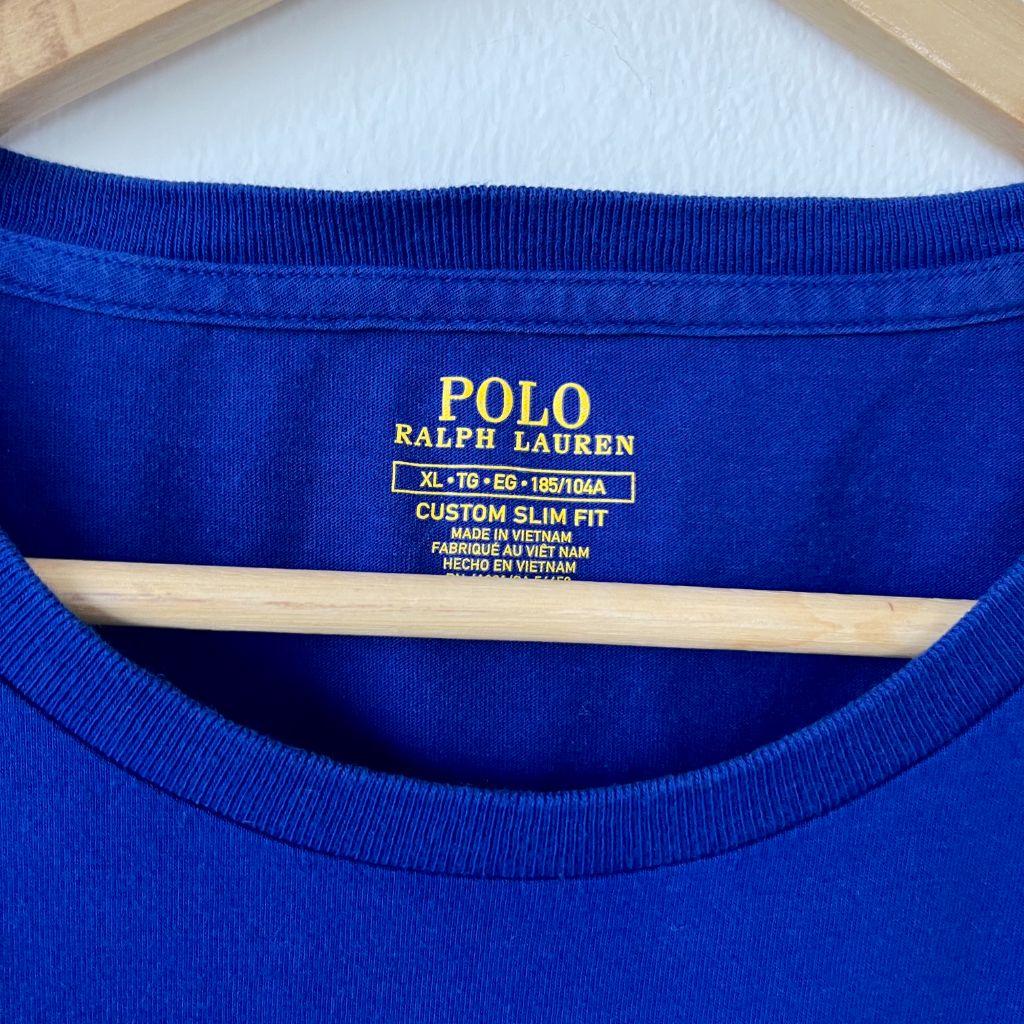 POLO
RALPH LAUREN
XL • TG • EG • 185/104A
CUSTOM SLIM FIT
MADE IN VIETNAM
FABRIQUÉ AU VIÊT NAM
HECHO EN VIETNAM